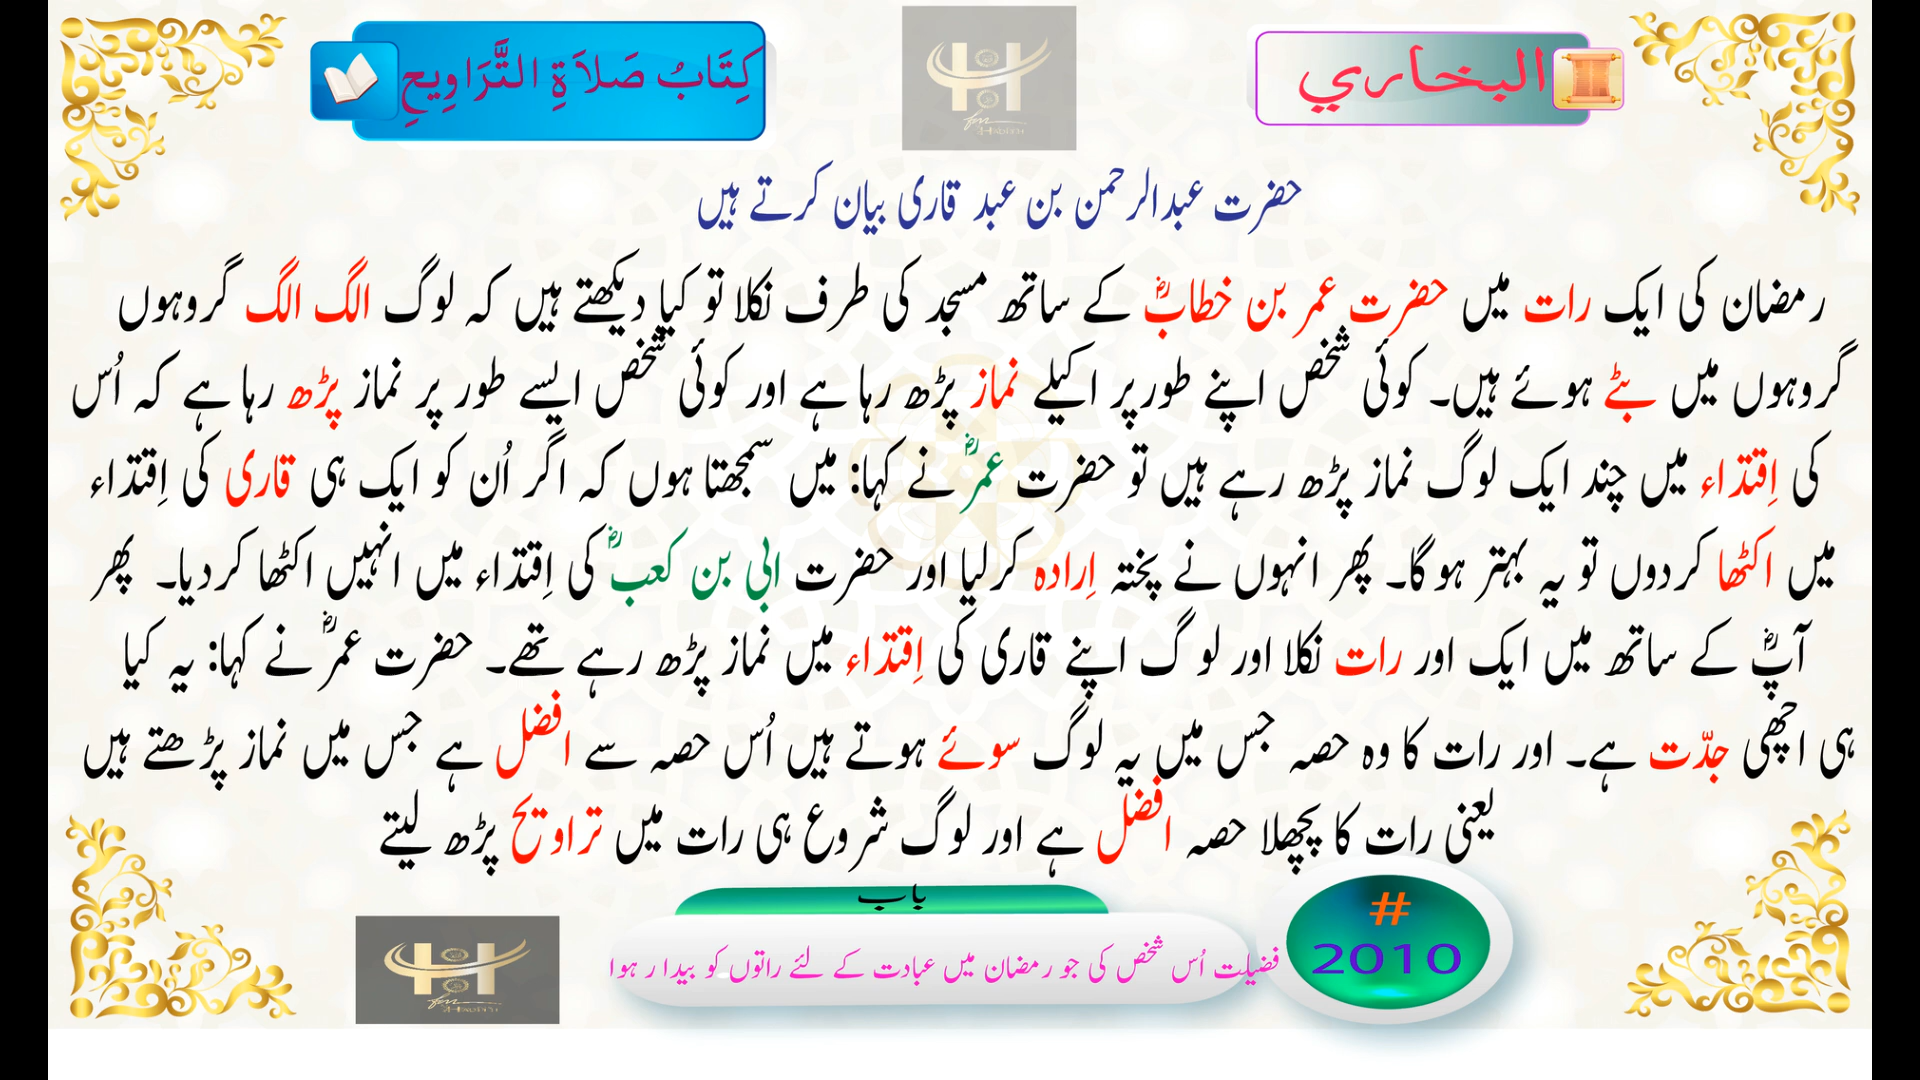 البخاري
كِتَابُ صَلاَةِ التَّرَاوِيحِ
حضرت عبدالرحمن بن عبد قاری بیان کرتے ہیں
رمضان کی ایک رات میں حضرت عمر بن خطابؓ کے ساتھ مسجد کی طرف نکلا تو کیا دیکھتے ہیں کہ لوگ الگ الگ گروہوں
گروہوں میں بٹے ہوئے ہیں۔ کوئی شخص اپنے طور پر اکیلے نماز پڑھ رہا ہے اور کوئی شخص ایسے طور پر نماز پڑھ رہا ہے کہ اُس
کی اِقتداء میں چند ایک لوگ نماز پڑھ رہے ہیں تو حضرت عمرؓ نے کہا: میں سمجھتا ہوں کہ اگر اُن کو ایک ہی قاری کی اِقتداء
میں اکٹھا کردوں تو یہ بہتر ہو گا۔ پھر انہوں نے پختہ اِرادہ کرلیا اور حضرت ابی بن کعبؓ کی اِقتداء میں انہیں اکٹھا کردیا۔ پھر
آپؓ کے ساتھ میں ایک اور رات نکلا اور لوگ اپنے قاری کی اِقتداء میں نماز پڑھ رہے تھے۔ حضرت عمرؓ نے کہا: یہ کیا
ہی اچھی جدّت ہے۔ اور رات کا وہ حصہ جس میں یہ لوگ سوئے ہوتے ہیں اُس حصہ سے افضل ہے جس میں نماز پڑھتے ہیں
یعنی رات کا پچھلا حصہ افضل ہے اور لوگ شروع ہی رات میں تراویح پڑھ لیتے
باب
فضیلت اُس شخص کی جو رمضان میں عبادت کے لئے راتوں کو بیدار ہوا
#
2010